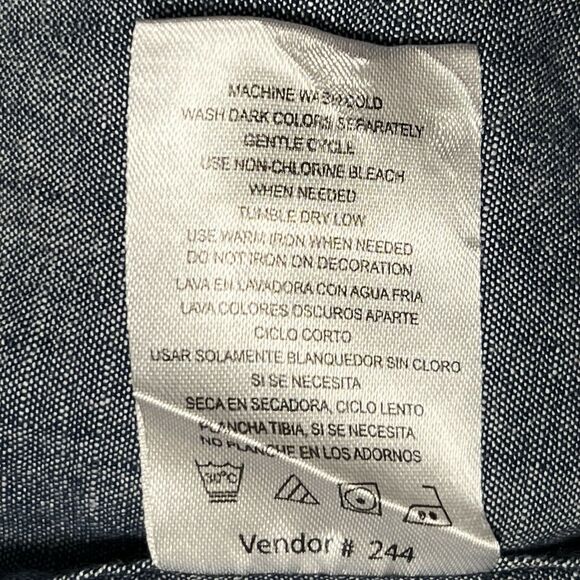 MACHINE WASH COLD
WASH DARK COLORS SEPARATELY
GENTLE CYCLE
USE NON-CHLORINE BLEACH
WHEN NEEDED
TUMBLE DRY LOW
USE WARM IRON WHEN NEEDED
DO NOT IRON ON DECORATION
LAVA EN LAVADORA CON AGUA FRIA
LAVA COLORES OSCUROS APARTE
CICLO CORTO
USAR SOLAMENTE BLANQUEDOR SIN CLORO
SI SE NECESITA
SECA EN SECADORA, CICLO LENTO
PLANCHA TIBIA, SI SE NECESITA
NO PLANCHE EN LOS ADORNOS
30°C
Vendor # 244